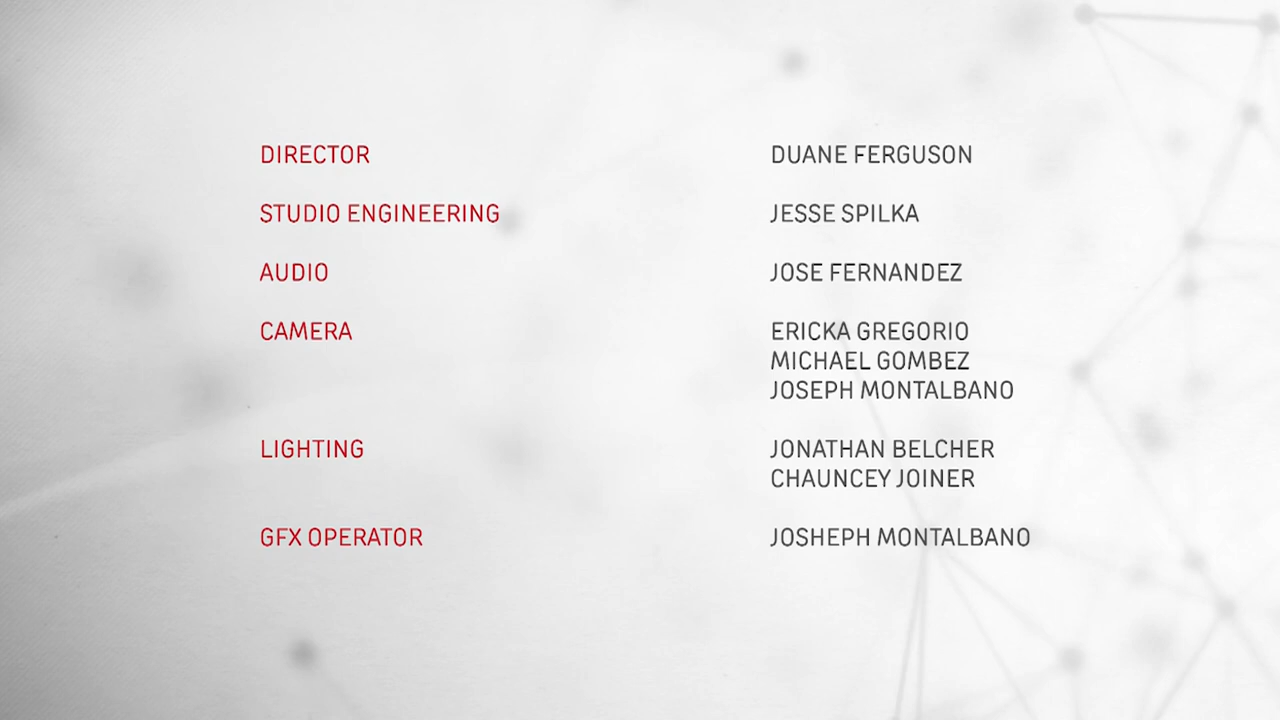 DIRECTOR DUANE FERGUSON
STUDIO ENGINEERING JESSE SPILKA
AUDIO JOSE FERNANDEZ
CAMERA ERICKA GREGORIO
MICHAEL GOMBEZ
JOSEPH MONTALBANO
LIGHTING JONATHAN BELCHER
CHAUNCEY JOINER
GFX OPERATOR JOSHEPH MONTALBANO